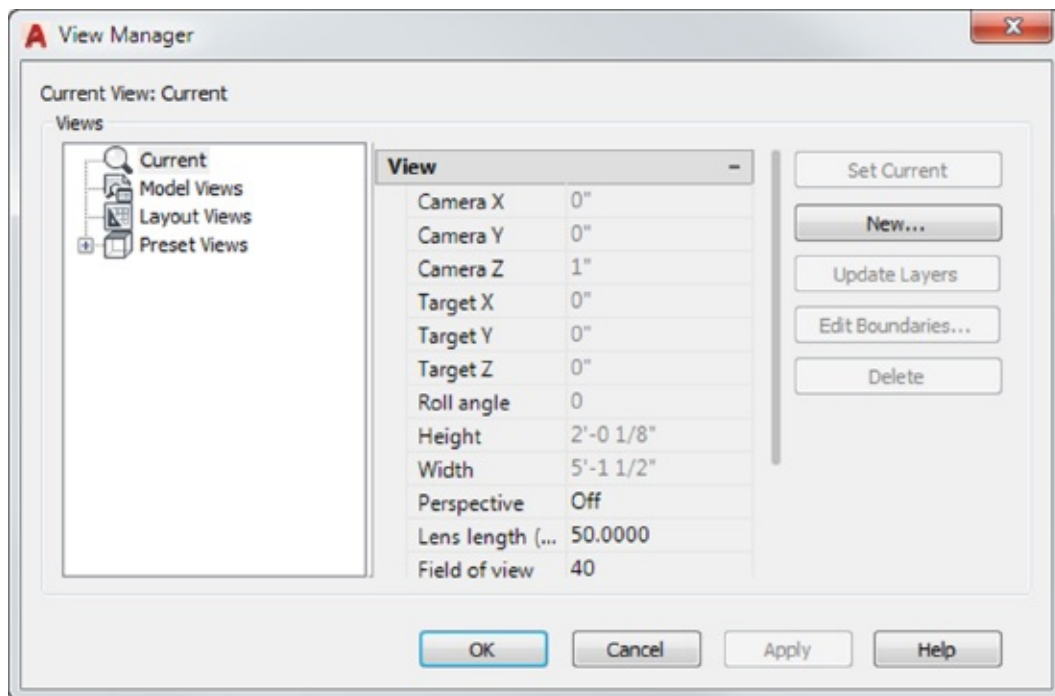 View Manager
Current View: Current
Views
Current
Model Views
Layout Views
Preset Views
View
Camera X 0"
Camera Y 0"
Camera Z 1"
Target X 0"
Target Y 0"
Target Z 0"
Roll angle 0
Height 2'-0 1/8"
Width 5'-1 1/2"
Perspective Off
Lens length (... 50.0000
Field of view 40
Set Current
New...
Update Layers
Edit Boundaries...
Delete
OK Cancel Apply Help